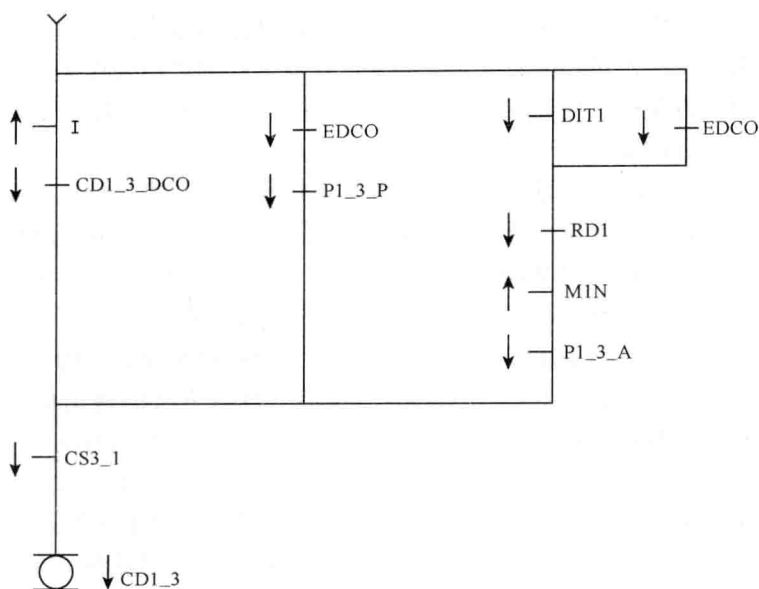 I
EDCO
DIT1
EDCO
CD1_3_DCO
P1_3_P
RD1
M1N
P1_3_A
CS3_1
CD1_3